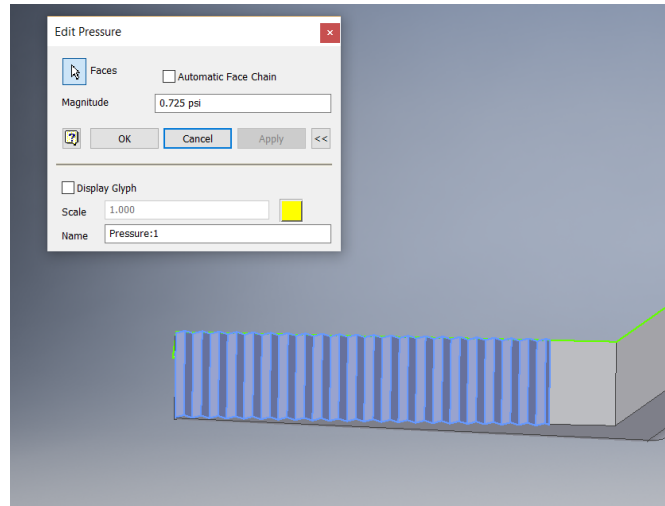 Edit Pressure
Faces
Automatic Face Chain
Magnitude
0.725 psi
OK Cancel Apply <<
Display Glyph
Scale 1.000
Name Pressure:1